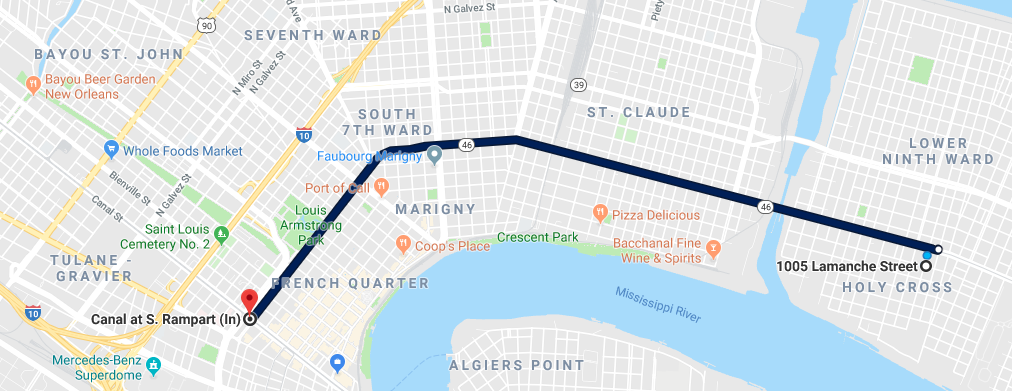 N Galvez St
90
SEVENTH WARD
BAYOU ST. JOHN
N Miro St
N Galvez St
Bayou Beer Garden
New Orleans
39
ST. CLAUDE
SOUTH
7TH WARD
10
46
LOWER
NINTH WARD
Whole Foods Market
Faubourg Marigny
Bienville St
N Galvez St
Port of Call
Canal St
Louis
Armstrong
Park
MARIGNY
46
Pizza Delicious
Saint Louis
Cemetery No. 2
Coop's Place
Crescent Park
Bacchanal Fine
Wine & Spirits
TULANE -
GRAVIER
1005 Lamanche Street
FRENCH QUARTER
HOLY CROSS
Mississippi River
10
Canal at S. Rampart (In)
Mercedes-Benz
Superdome
ALGIERS POINT